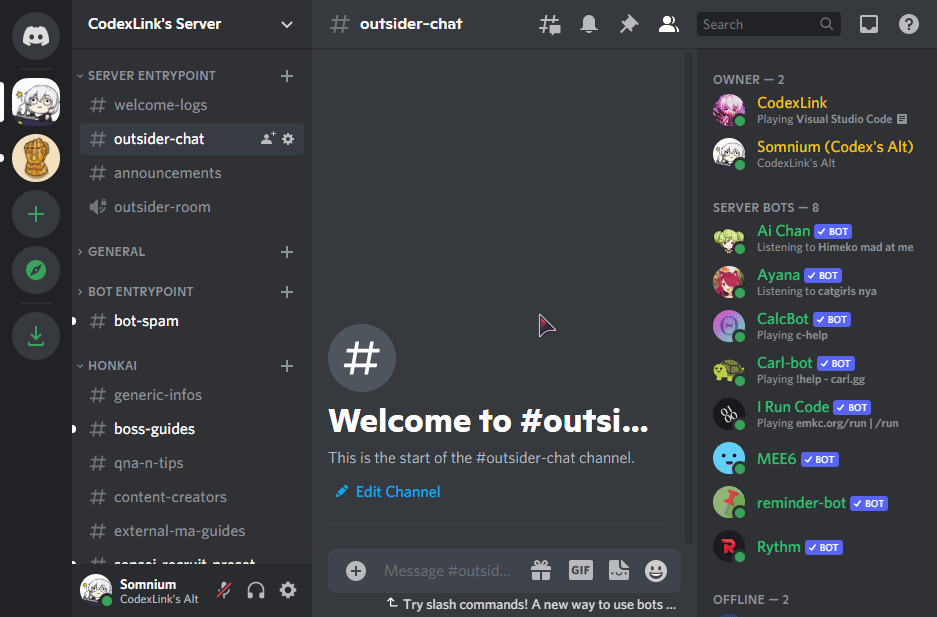 CodexLink's Server
SERVER ENTRYPOINT
welcome-logs
outsider-chat
announcements
outsider-room
GENERAL
BOT ENTRYPOINT
bot-spam
HONKAI
generic-infos
boss-guides
qna-n-tips
content-creators
external-ma-guides
sensei-recruit-preset
Somnium
CodexLink's Alt
outsider-chat
Search
Welcome to #outsi...
This is the start of the #outsider-chat channel.
Edit Channel
Message #outsid...
GIF
Try slash commands! A new way to use bots ...
OWNER — 2
CodexLink
Playing Visual Studio Code
Somnium (Codex's Alt)
CodexLink's Alt
SERVER BOTS — 8
Ai Chan ✓ BOT
Listening to Himeko mad at me
Ayana ✓ BOT
Listening to catgirls nya
CalcBot ✓ BOT
Playing c-help
Carl-bot ✓ BOT
Playing !help - carl.gg
I Run Code ✓ BOT
Playing emkc.org/run | /run
MEE6 ✓ BOT
reminder-bot ✓ BOT
Rythm ✓ BOT
OFFLINE — 2